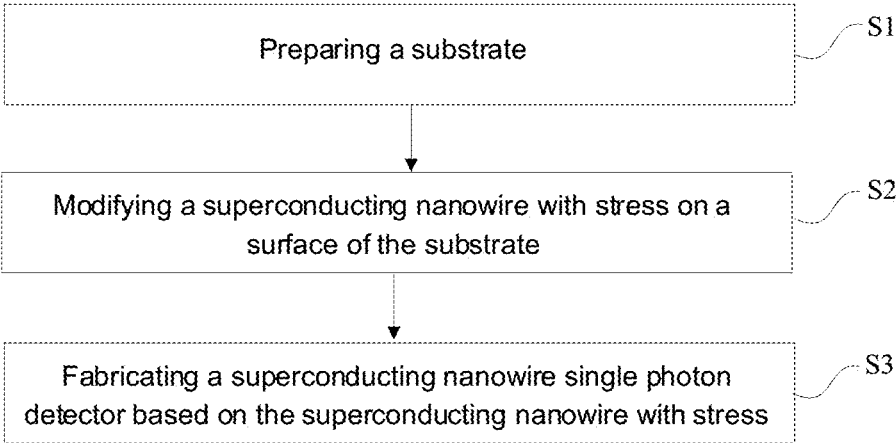 Preparing a substrate
S1
Modifying a superconducting nanowire with stress on a
surface of the substrate
S2
Fabricating a superconducting nanowire single photon
detector based on the superconducting nanowire with stress
S3